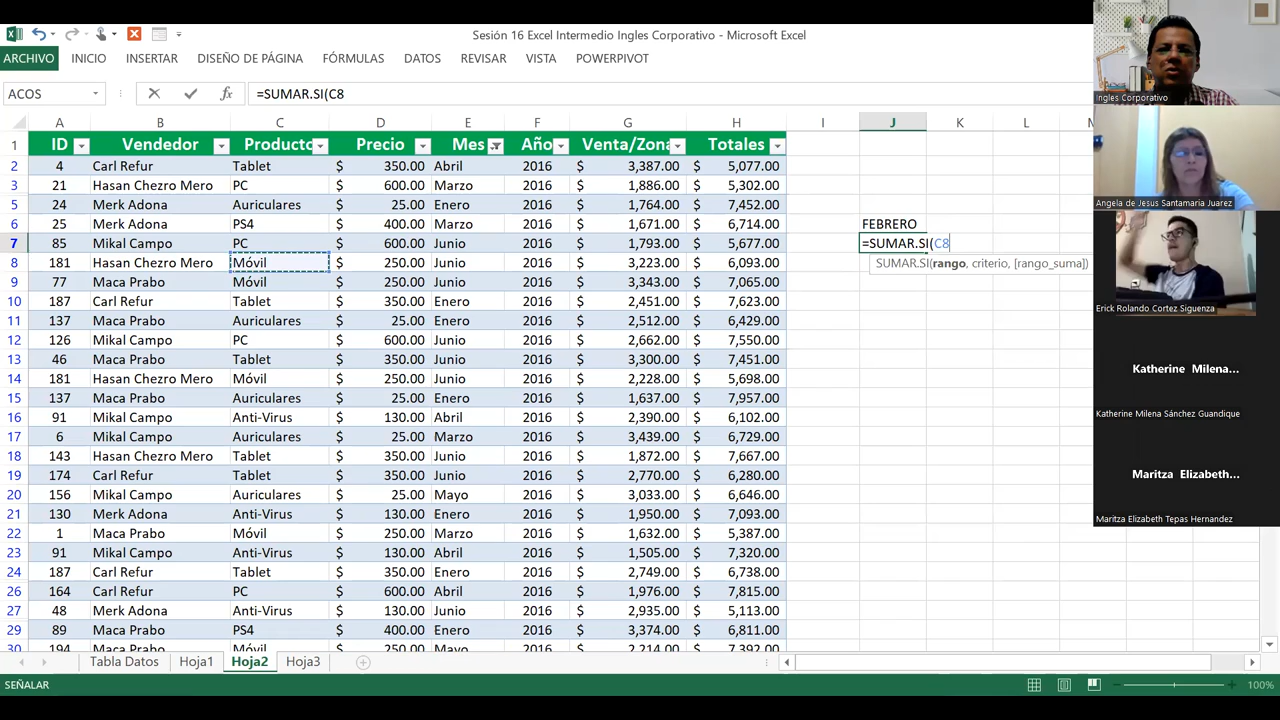 Sesión 16 Excel Intermedio Ingles Corporativo - Microsoft Excel
ARCHIVO INICIO INSERTAR DISEÑO DE PÁGINA FÓRMULAS DATOS REVISAR VISTA POWERPIVOT
ACOS =SUMAR.SI(C8
A B C D E F G H I J K L M
1 ID Vendedor Producto Precio Mes Año Venta/Zona Totales
2 4 Carl Refur Tablet $ 350.00 Abril 2016 $ 3,387.00 $ 5,077.00
3 21 Hasan Chezro Mero PC $ 600.00 Marzo 2016 $ 1,886.00 $ 5,302.00
5 24 Merk Adona Auriculares $ 25.00 Enero 2016 $ 1,764.00 $ 7,452.00
6 25 Merk Adona PS4 $ 400.00 Marzo 2016 $ 1,671.00 $ 6,714.00 FEBRERO
7 85 Mikal Campo PC $ 600.00 Junio 2016 $ 1,793.00 $ 5,677.00 =SUMAR.SI(C8
8 181 Hasan Chezro Mero Móvil $ 250.00 Junio 2016 $ 3,223.00 $ 6,093.00 SUMAR.SI(rango, criterio, [rango_suma])
9 77 Maca Prabo Móvil $ 250.00 Junio 2016 $ 3,343.00 $ 7,065.00
10 187 Carl Refur Tablet $ 350.00 Enero 2016 $ 2,451.00 $ 7,623.00
11 137 Maca Prabo Auriculares $ 25.00 Enero 2016 $ 2,512.00 $ 6,429.00
12 126 Mikal Campo PC $ 600.00 Junio 2016 $ 2,662.00 $ 7,550.00
13 46 Maca Prabo Tablet $ 350.00 Junio 2016 $ 3,300.00 $ 7,451.00
14 181 Hasan Chezro Mero Móvil $ 250.00 Junio 2016 $ 2,228.00 $ 5,698.00
15 137 Maca Prabo Auriculares $ 25.00 Enero 2016 $ 1,637.00 $ 7,957.00
16 91 Mikal Campo Anti-Virus $ 130.00 Abril 2016 $ 2,390.00 $ 6,102.00
17 6 Mikal Campo Auriculares $ 25.00 Marzo 2016 $ 3,439.00 $ 6,729.00
18 143 Hasan Chezro Mero Tablet $ 350.00 Junio 2016 $ 1,872.00 $ 7,667.00
19 174 Carl Refur Tablet $ 350.00 Junio 2016 $ 2,770.00 $ 6,280.00
20 156 Mikal Campo Auriculares $ 25.00 Mayo 2016 $ 3,033.00 $ 6,646.00
21 130 Merk Adona Anti-Virus $ 130.00 Enero 2016 $ 1,950.00 $ 7,093.00
22 1 Maca Prabo Móvil $ 250.00 Marzo 2016 $ 1,632.00 $ 5,387.00
23 91 Mikal Campo Anti-Virus $ 130.00 Abril 2016 $ 1,505.00 $ 7,320.00
24 187 Carl Refur Tablet $ 350.00 Enero 2016 $ 2,749.00 $ 6,738.00
26 164 Carl Refur PC $ 600.00 Abril 2016 $ 1,976.00 $ 7,815.00
27 48 Merk Adona Anti-Virus $ 130.00 Junio 2016 $ 2,935.00 $ 5,113.00
29 89 Maca Prabo PS4 $ 400.00 Enero 2016 $ 3,374.00 $ 6,811.00
30 194 Maca Prabo Móvil $ 250.00 Mayo 2016 $ 2,214.00 $ 7,392.00
Tabla Datos Hoja1 Hoja2 Hoja3
SEÑALAR 100%
Ingles Corporativo
Angela de Jesus Santamaria Juarez
Erick Rolando Cortez Siguenza
Katherine Milena...
Katherine Milena Sánchez Guandique
Maritza Elizabeth...
Maritza Elizabeth Tepas Hernandez